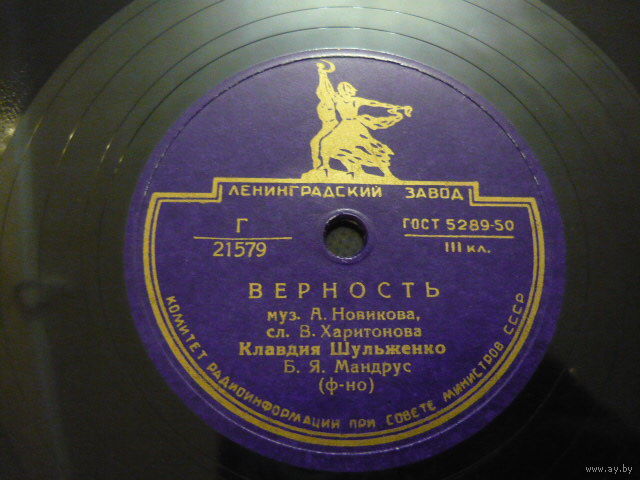 ЛЕНИНГРАДСКИЙ ЗАВОД
Г
21579
ГОСТ 5289-50
III кл.
ВЕРНОСТЬ
муз. А. Новикова,
сл. В. Харитонова
Клавдия Шульженко
Б. Я. Мандрус
(ф-но)
КОМИТЕТ РАДИОИНФОРМАЦИИ ПРИ СОВЕТЕ МИНИСТРОВ СССР
www.ay.by